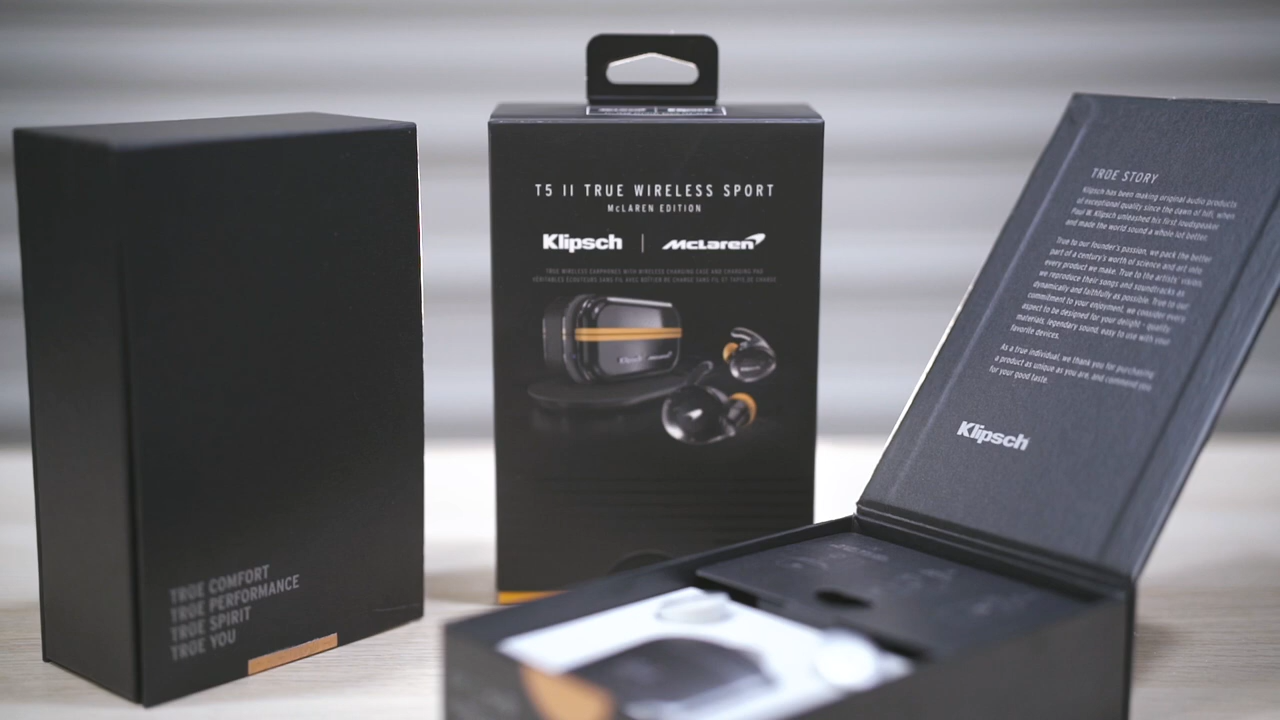 TRUE COMFORT
TRUE PERFORMANCE
TRUE SPIRIT
TRUE YOU
T5 II TRUE WIRELESS SPORT
McLAREN EDITION
Klipsch | McLaren
TRUE WIRELESS EARPHONES WITH WIRELESS CHARGING CASE AND CHARGING PAD
VÉRITABLES ÉCOUTEURS SANS FIL AVEC BOÎTIER DE CHARGE SANS FIL ET TAPIS DE CHARGE
Klipsch
TRUE STORY
Klipsch has been making original audio products
of exceptional quality since the dawn of hifi, when
Paul W. Klipsch unleashed his first loudspeaker
and made the world sound a whole lot better.
True to our founder's passion, we pack the better
part of a century's worth of science and art into
every product we make. True to the artists' vision,
we reproduce their songs and soundtracks as
dynamically and faithfully as possible. True to our
commitment to your enjoyment, we consider every
aspect to be designed for your delight - quality
materials, legendary sound, easy to use with your
favorite devices.
As a true individual, we thank you for purchasing
a product as unique as you are, and commend you
for your good taste.
Klipsch